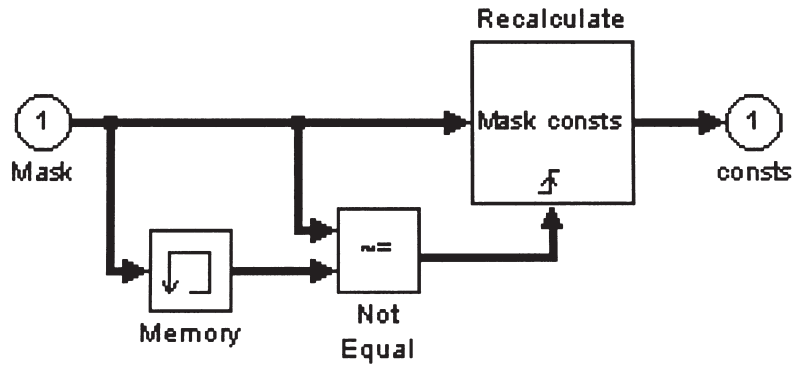 Recalculate
1
Mask consts
1
Mask
consts
~=
Memory
Not
Equal